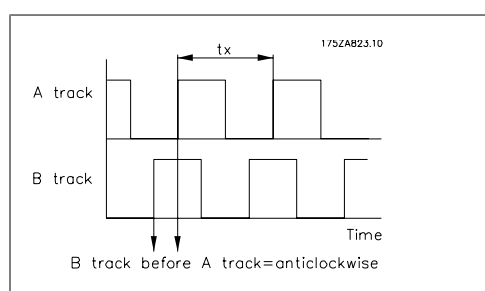 175ZA823.10
tx
A track
B track
Time
B track before A track=anticlockwise